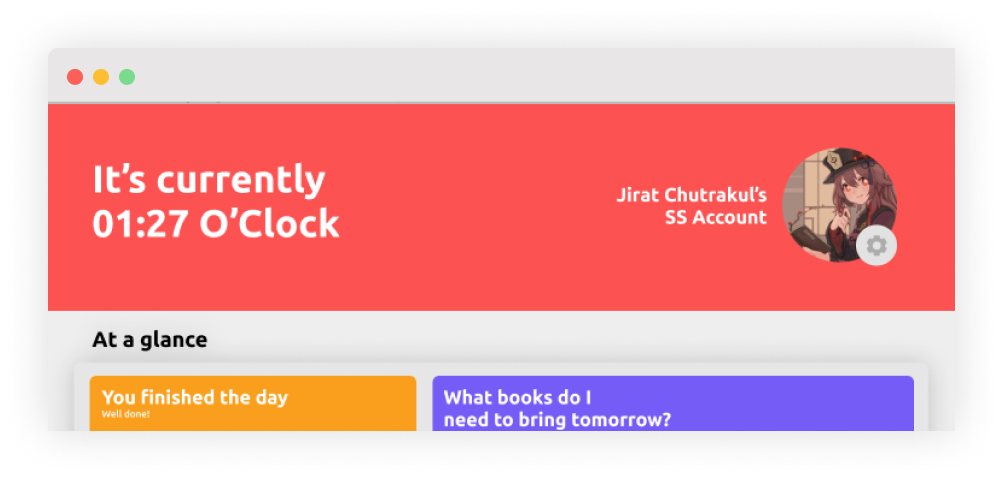 It's currently
01:27 O'Clock
Jirat Chutrakul's
SS Account
At a glance
You finished the day
Well done!
What books do I
need to bring tomorrow?